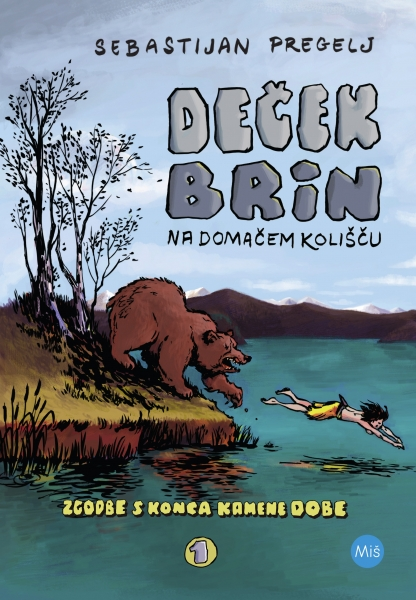 SEBASTIJAN PREGELJ
DEČEK
BRIN
NA DOMAČEM KOLIŠČU
ZGODBE S KONCA KAMENE DOBE
1
Miš